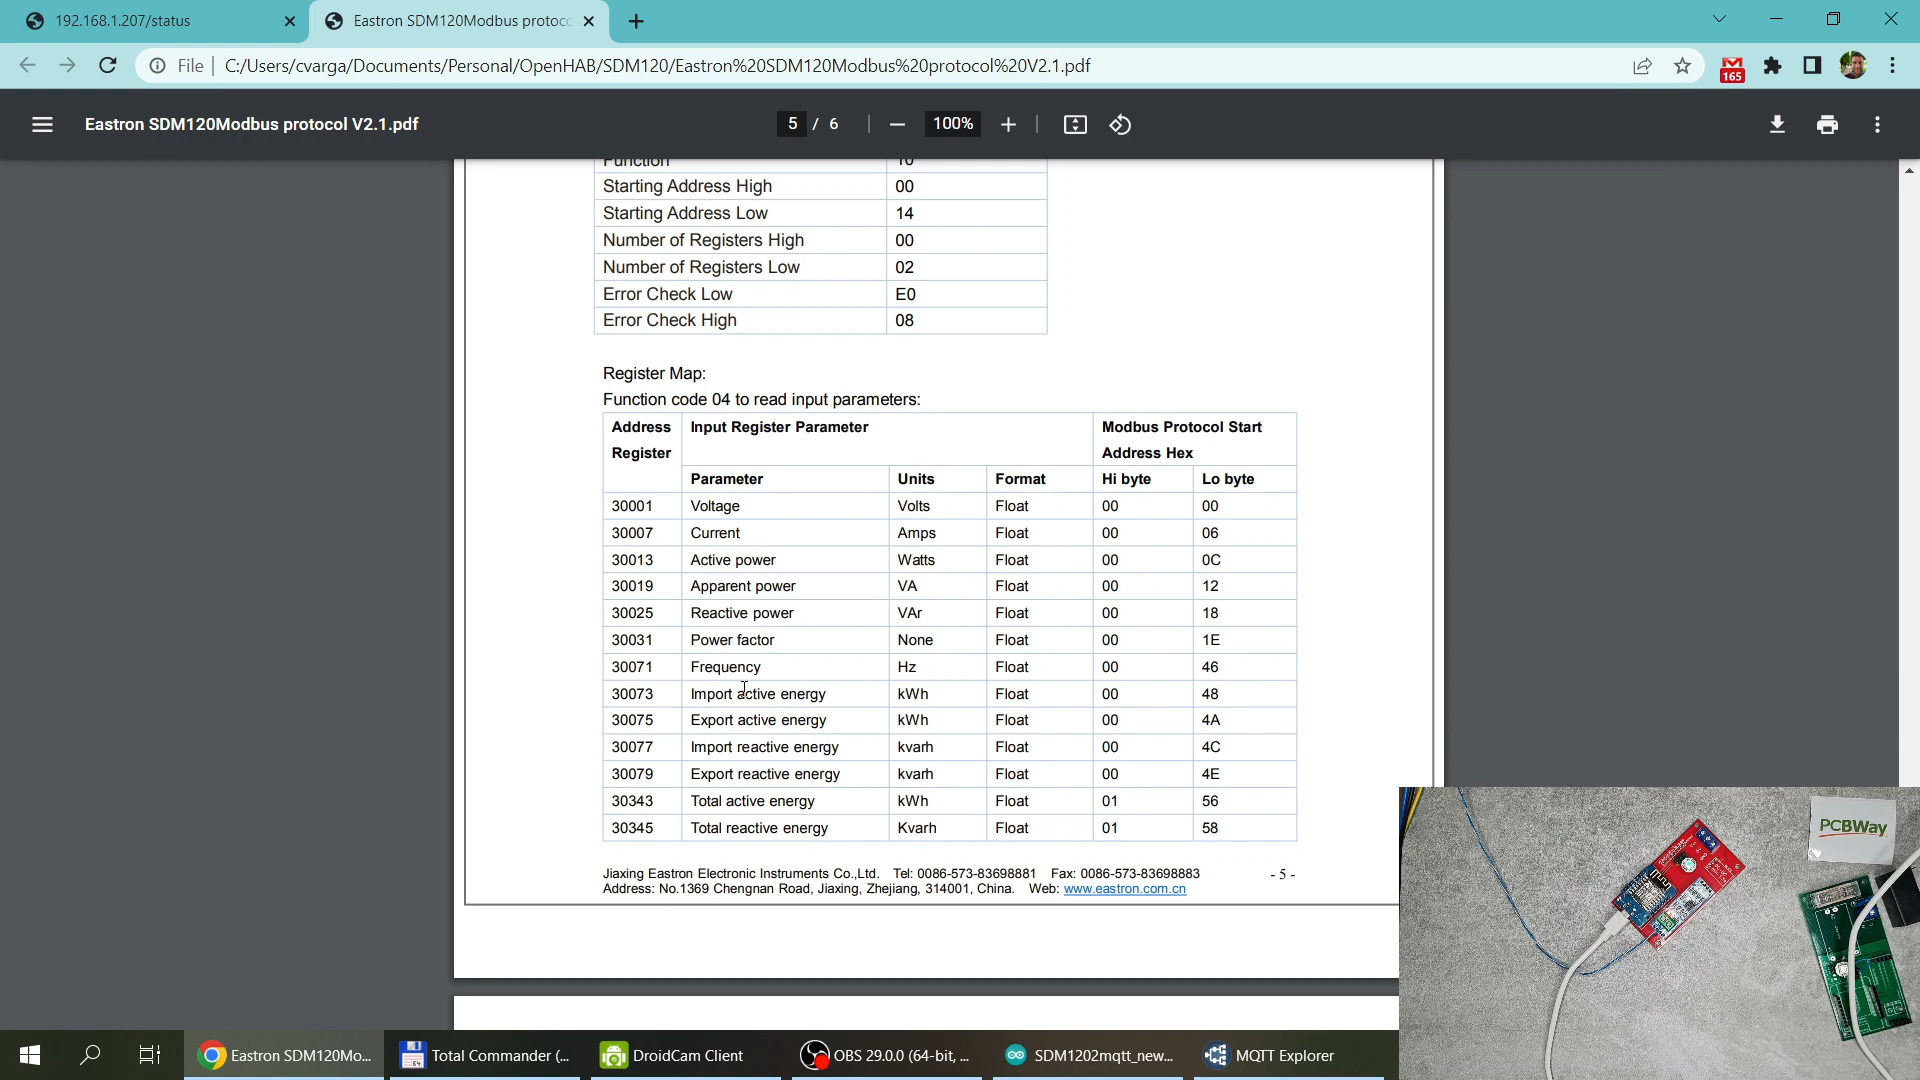 192.168.1.207/status
Eastron SDM120Modbus protoco
File
C:/Users/cvarga/Documents/Personal/OpenHAB/SDM120/Eastron%20SDM120Modbus%20protocol%20V2.1.pdf
165
Eastron SDM120Modbus protocol V2.1.pdf
5 / 6
100%
Function 10
Starting Address High 00
Starting Address Low 14
Number of Registers High 00
Number of Registers Low 02
Error Check Low E0
Error Check High 08
Register Map:
Function code 04 to read input parameters:
Address Register Input Register Parameter Modbus Protocol Start Address Hex
Parameter Units Format Hi byte Lo byte
30001 Voltage Volts Float 00 00
30007 Current Amps Float 00 06
30013 Active power Watts Float 00 0C
30019 Apparent power VA Float 00 12
30025 Reactive power VAr Float 00 18
30031 Power factor None Float 00 1E
30071 Frequency Hz Float 00 46
30073 Import active energy kWh Float 00 48
30075 Export active energy kWh Float 00 4A
30077 Import reactive energy kvarh Float 00 4C
30079 Export reactive energy kvarh Float 00 4E
30343 Total active energy kWh Float 01 56
30345 Total reactive energy Kvarh Float 01 58
Jiaxing Eastron Electronic Instruments Co.,Ltd. Tel: 0086-573-83698881 Fax: 0086-573-83698883 - 5 -
Address: No.1369 Chengnan Road, Jiaxing, Zhejiang, 314001, China. Web: www.eastron.com.cn
PCBWay
Eastron SDM120Mo...
64
Total Commander (...
DroidCam Client
OBS 29.0.0 (64-bit, ...
SDM1202mqtt_new...
MQTT Explorer